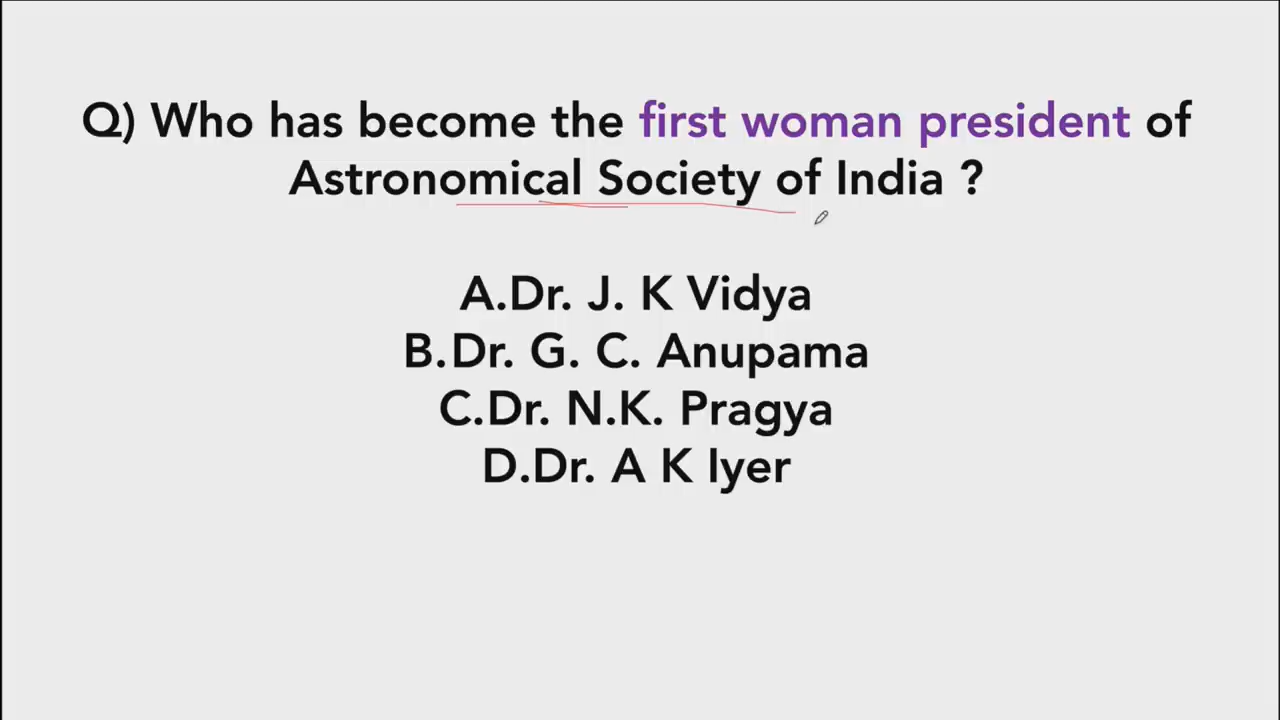 Q) Who has become the first woman president of
Astronomical Society of India ?
A.Dr. J. K Vidya
B.Dr. G. C. Anupama
C.Dr. N.K. Pragya
D.Dr. A K Iyer